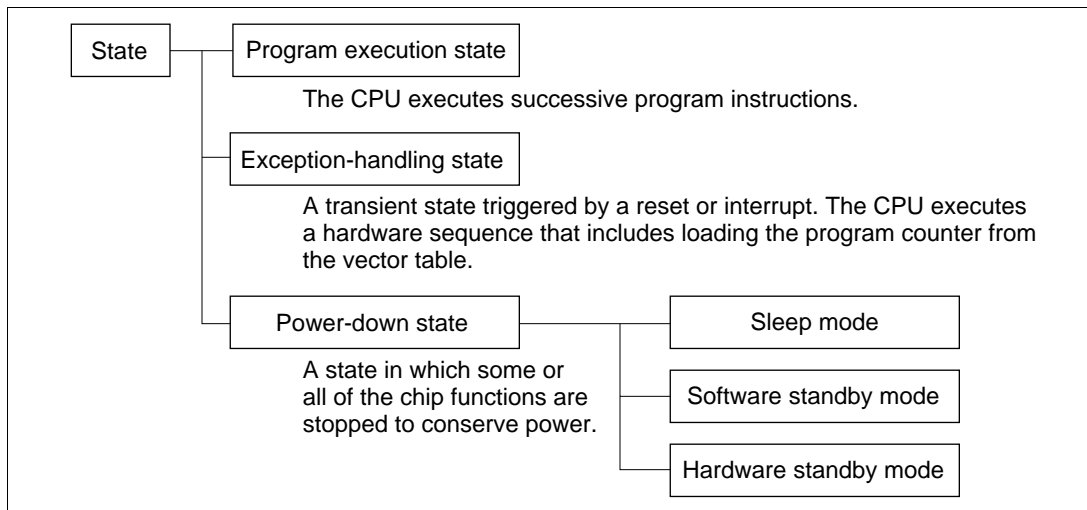 State
Program execution state
The CPU executes successive program instructions.
Exception-handling state
A transient state triggered by a reset or interrupt. The CPU executes
a hardware sequence that includes loading the program counter from
the vector table.
Power-down state
Sleep mode
A state in which some or
all of the chip functions are
stopped to conserve power.
Software standby mode
Hardware standby mode